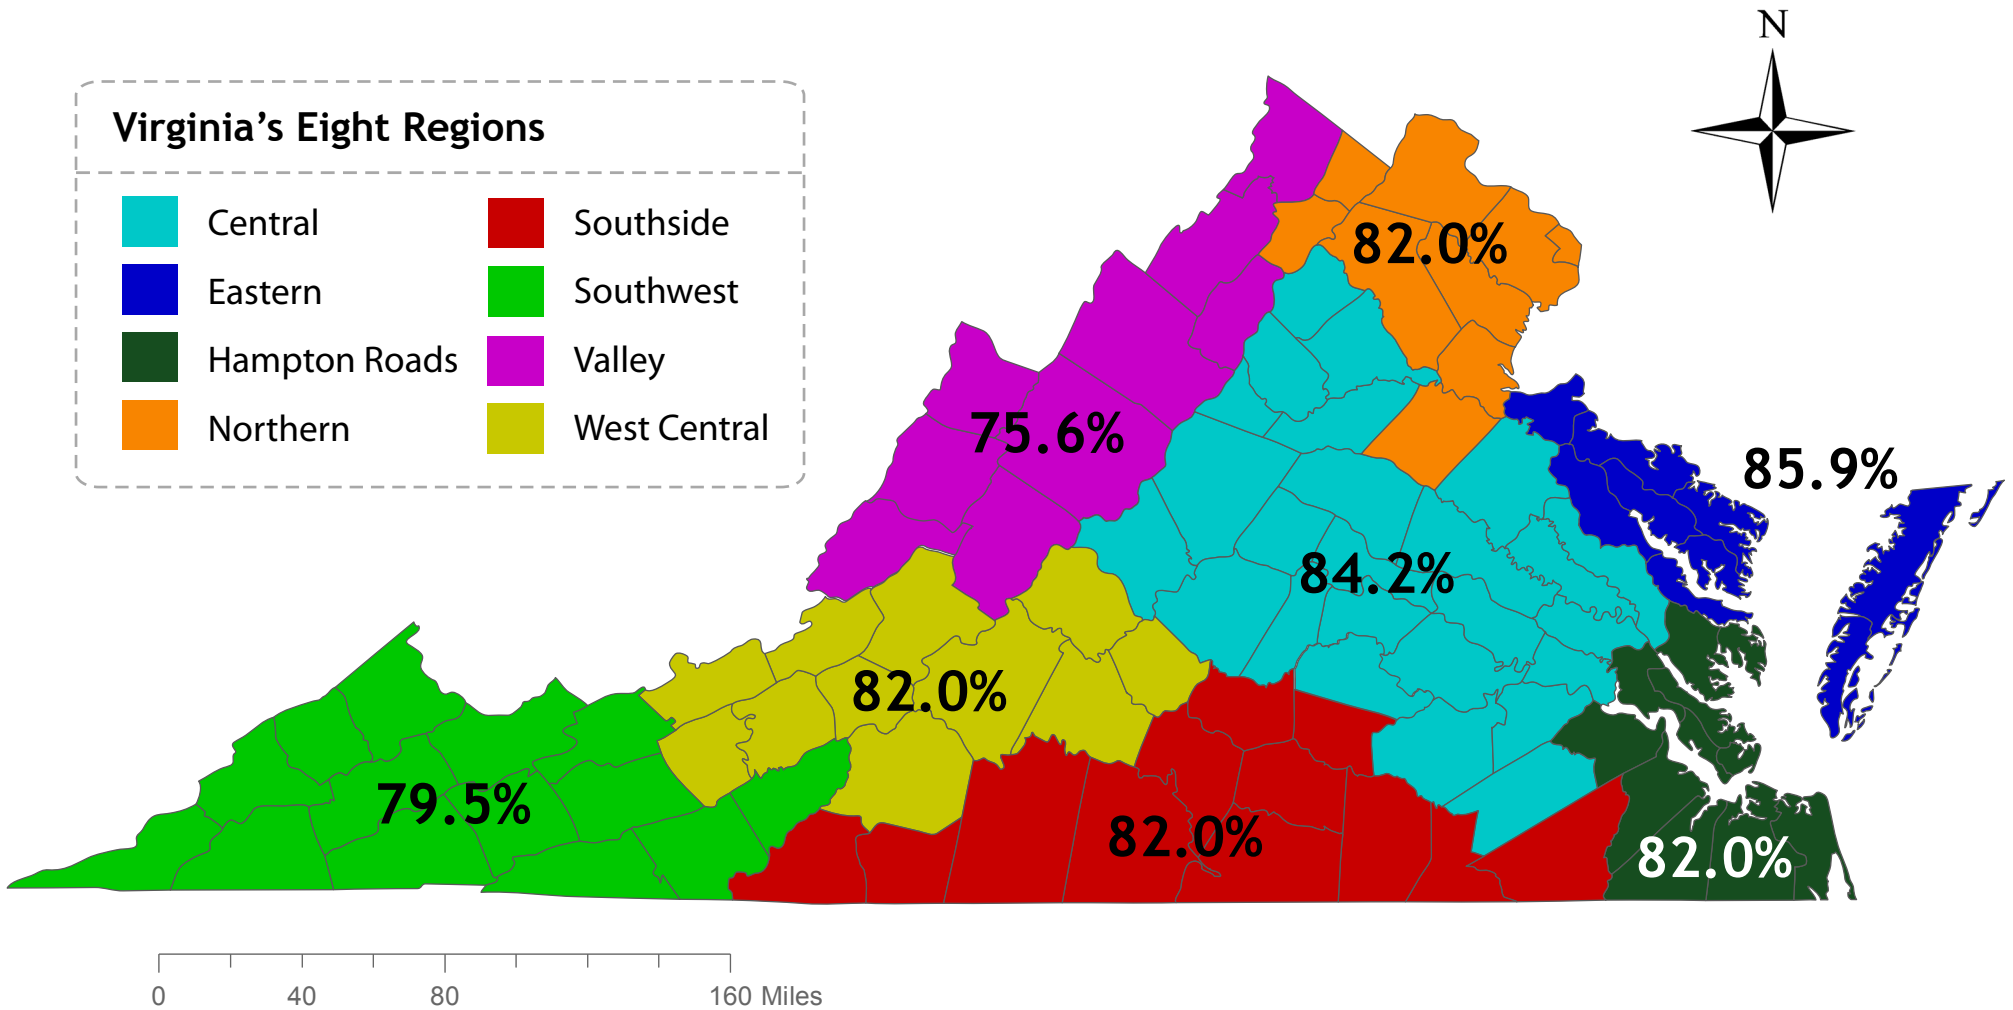 N
Virginia’s Eight Regions
Central
Southside
Eastern
Southwest
Hampton Roads
Valley
Northern
West Central
82.0%
75.6%
85.9%
84.2%
82.0%
79.5%
82.0%
82.0%
0 40 80 160 Miles